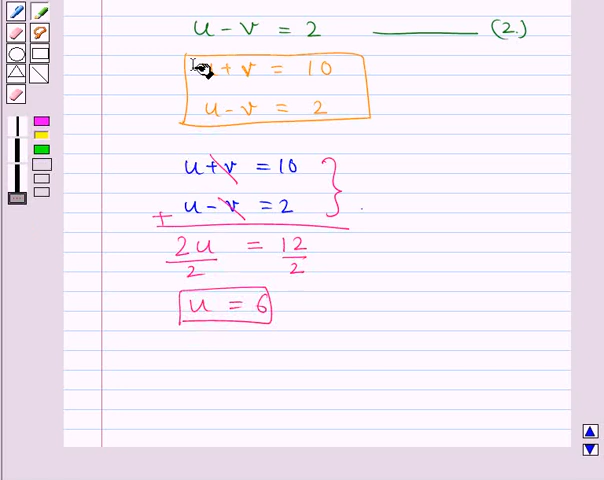 u - v = 2 (2.)
+ v = 10
u - v = 2
u + v = 10
u - v = 2
+
2u = 12
2 2
u = 6